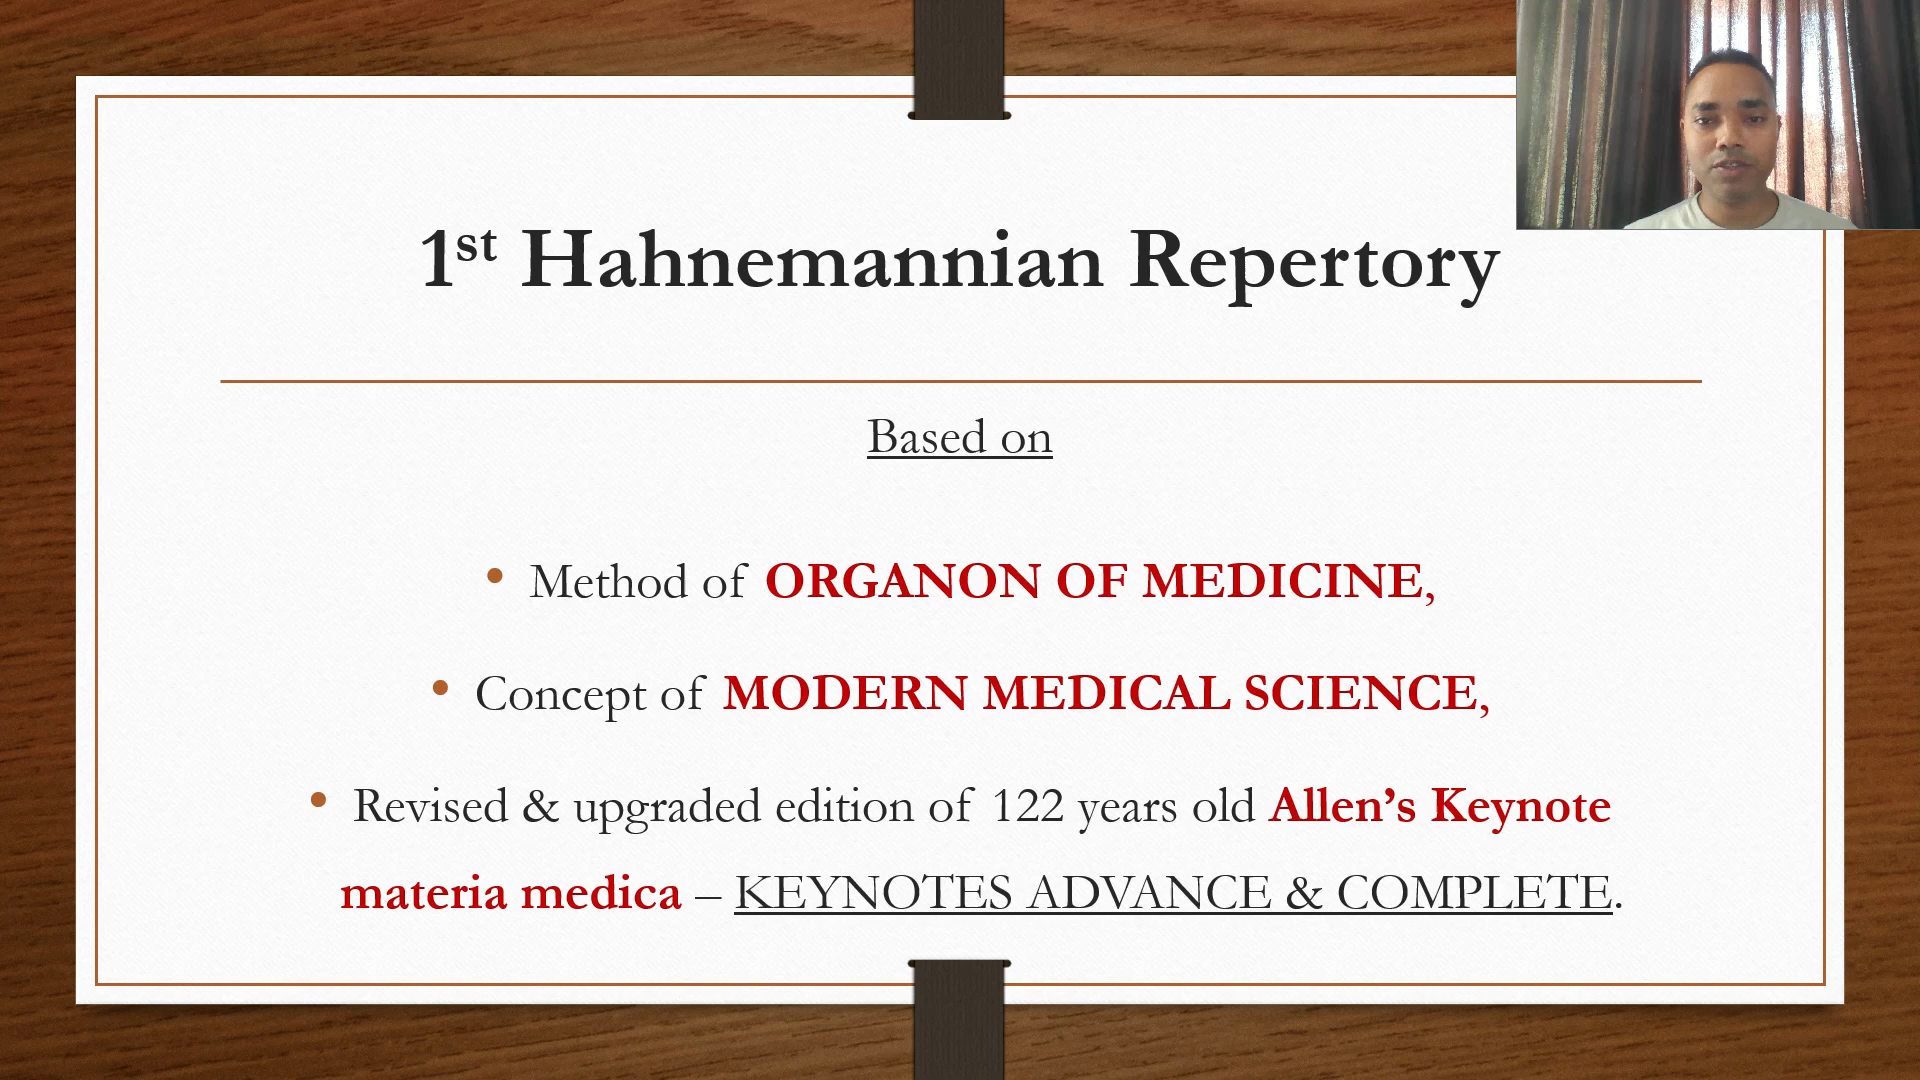 1st Hahnemannian Repertory
Based on
• Method of ORGANON OF MEDICINE,
• Concept of MODERN MEDICAL SCIENCE,
• Revised & upgraded edition of 122 years old Allen’s Keynote
materia medica – KEYNOTES ADVANCE & COMPLETE.